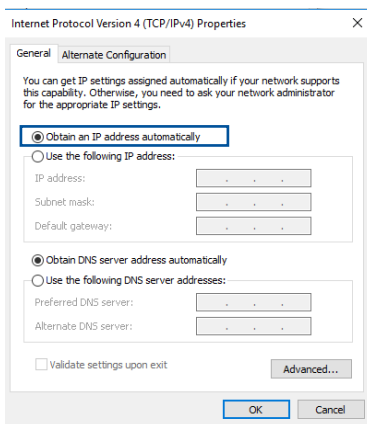 Internet Protocol Version 4 (TCP/IPv4) Properties
General
Alternate Configuration
You can get IP settings assigned automatically if your network supports
this capability. Otherwise, you need to ask your network administrator
for the appropriate IP settings.
Obtain an IP address automatically
Use the following IP address:
IP address:
Subnet mask:
Default gateway:
Obtain DNS server address automatically
Use the following DNS server addresses:
Preferred DNS server:
Alternate DNS server:
Validate settings upon exit
Advanced...
OK
Cancel